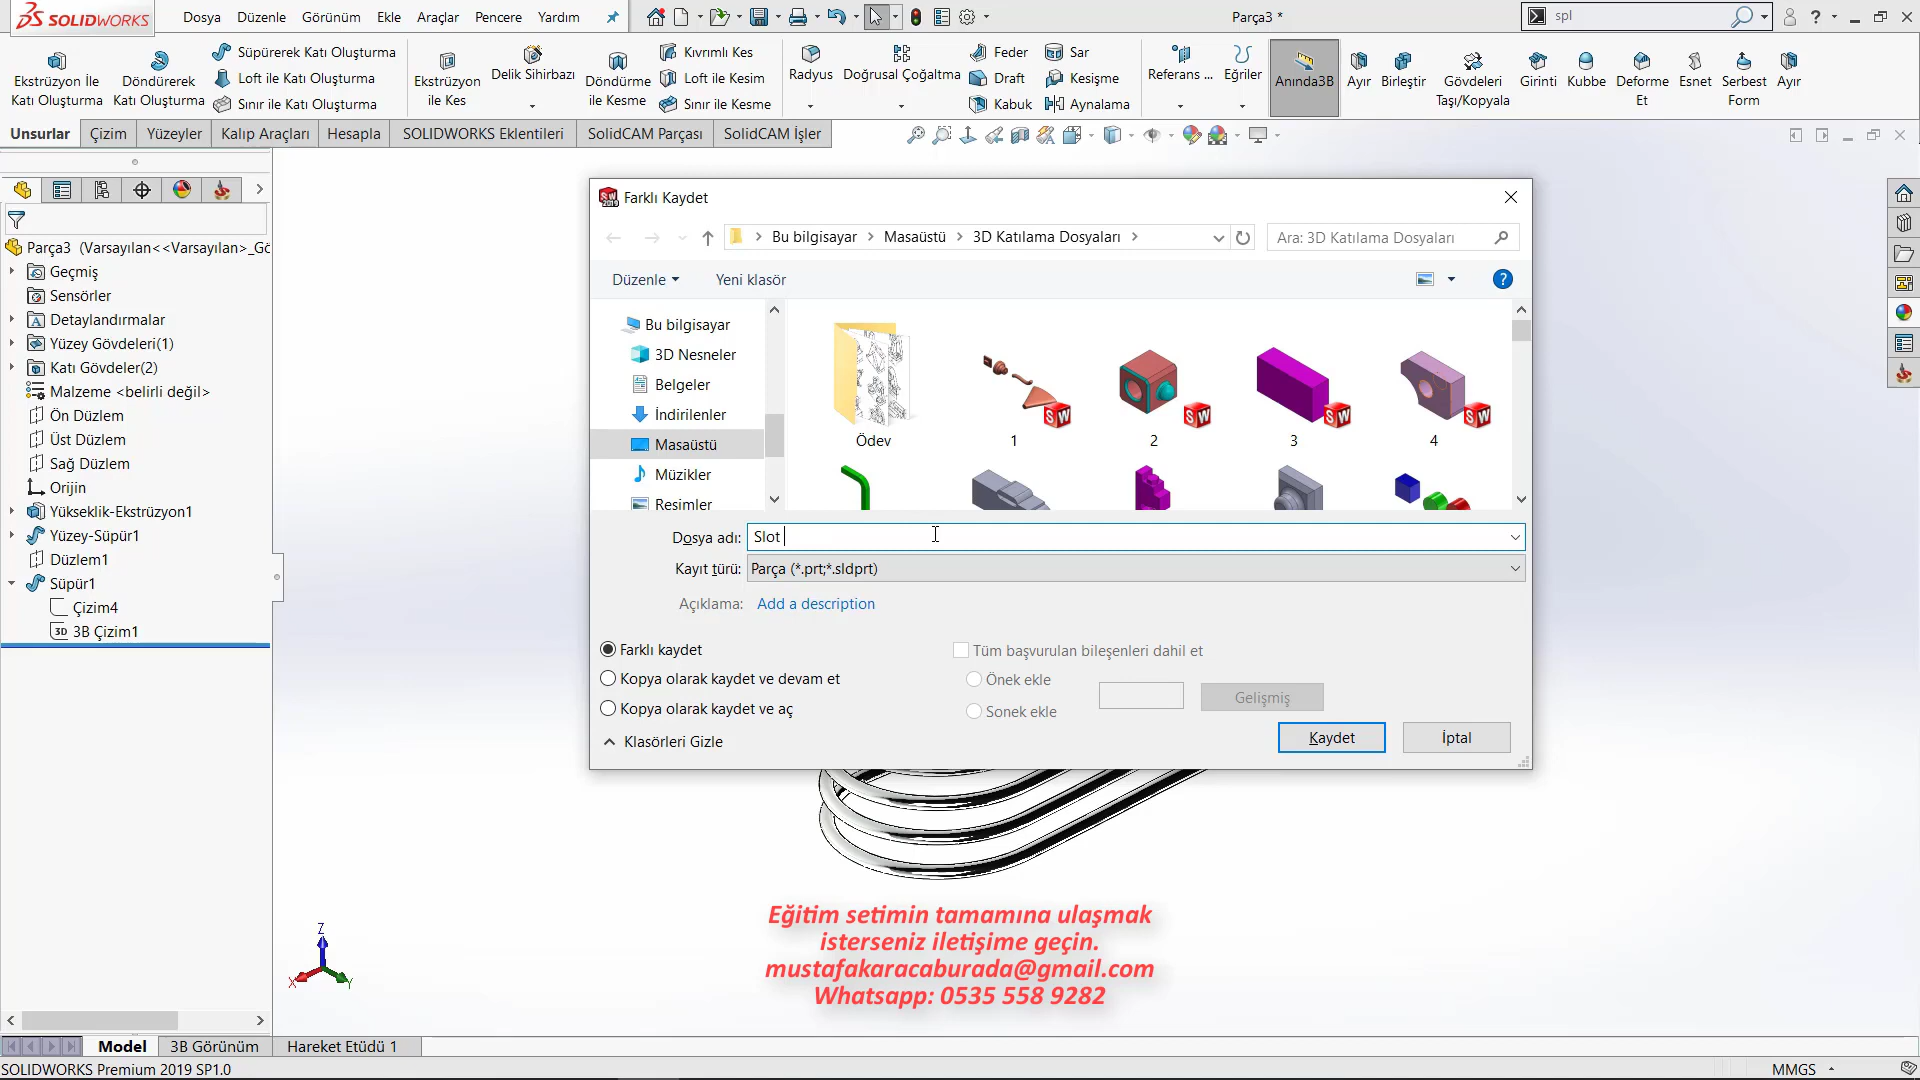 SOLIDWORKS
Dosya Düzenle Görünüm Ekle Araçlar Pencere Yardım
Parça3 *
spl
Ekstrüzyon İle Katı Oluşturma
Döndürerek Katı Oluşturma
Süpürerek Katı Oluşturma
Loft ile Katı Oluşturma
Sınır ile Katı Oluşturma
Ekstrüzyon ile Kes
Delik Sihirbazı
Döndürme ile Kesme
Kıvrımlı Kes
Loft ile Kesim
Sınır ile Kesme
Radyus
Doğrusal Çoğaltma
Feder
Draft
Kabuk
Sar
Kesişme
Aynalama
Referans ...
Eğriler
Anında3B
Ayır
Birleştir
Gövdeleri Taşı/Kopyala
Girinti
Kubbe
Deforme Et
Esnet
Serbest Form
Ayır
Unsurlar Çizim Yüzeyler Kalıp Araçları Hesapla SOLIDWORKS Eklentileri SolidCAM Parçası SolidCAM İşler
Parça3 (Varsayılan<<Varsayılan>_Gö
Geçmiş
Sensörler
Detaylandırmalar
Yüzey Gövdeleri(1)
Katı Gövdeler(2)
Malzeme <belirli değil>
Ön Düzlem
Üst Düzlem
Sağ Düzlem
Orijin
Yükseklik-Ekstrüzyon1
Yüzey-Süpür1
Düzlem1
Süpür1
Çizim4
3D 3B Çizim1
Farklı Kaydet
Bu bilgisayar > Masaüstü > 3D Katılama Dosyaları >
Ara: 3D Katılama Dosyaları
Düzenle Yeni klasör
Bu bilgisayar
3D Nesneler
Belgeler
İndirilenler
Masaüstü
Müzikler
Resimler
Ödev 1 2 3 4
Dosya adı: Slot
Kayıt türü: Parça (*.prt;*.sldprt)
Açıklama: Add a description
Farklı kaydet
Kopya olarak kaydet ve devam et
Kopya olarak kaydet ve aç
Tüm başvurulan bileşenleri dahil et
Önek ekle
Sonek ekle
Gelişmiş
Klasörleri Gizle
Kaydet İptal
Eğitim setimin tamamına ulaşmak
isterseniz iletişime geçin.
mustafakaracaburada@gmail.com
Whatsapp: 0535 558 9282
Z
X
Y
Model 3B Görünüm Hareket Etüdü 1
SOLIDWORKS Premium 2019 SP1.0
MMGS